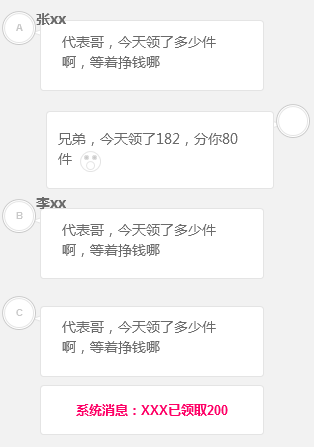 A
张xx
代表哥，今天领了多少件
啊，等着挣钱哪
兄弟，今天领了182，分你80
件
B
李xx
代表哥，今天领了多少件
啊，等着挣钱哪
C
代表哥，今天领了多少件
啊，等着挣钱哪
系统消息：XXX已领取200